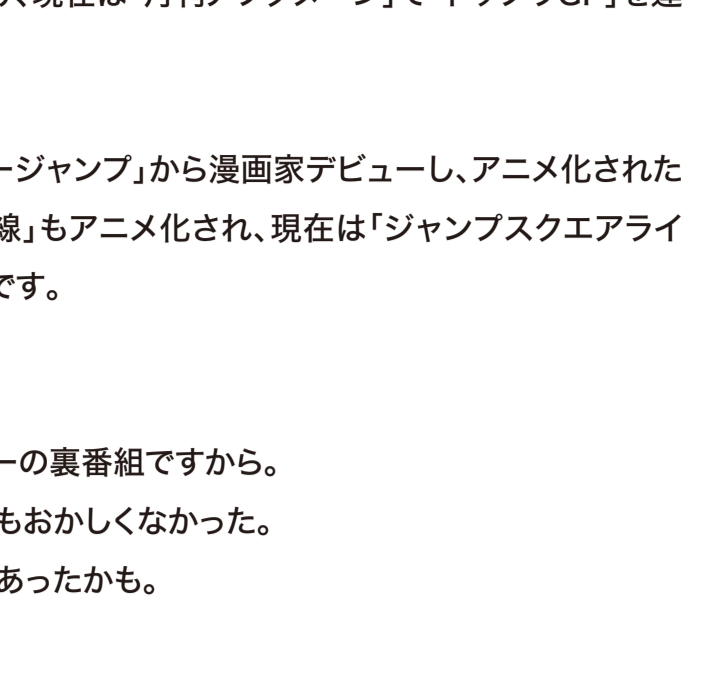 ージャンプ」から漫画家デビューし、アニメ化された
線」もアニメ化され、現在は「ジャンプスクエアライ
です。
ーの裏番組ですから。
もおかしくなかった。
あったかも。